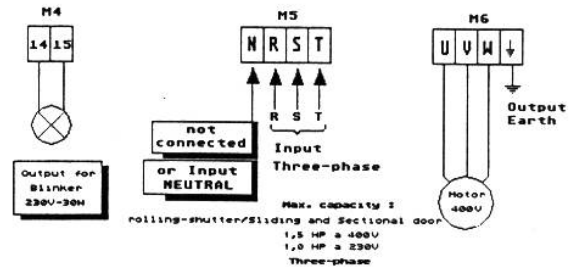 M4
14 15
Output for
Blinker
230V-30W
M5
N R S T
R S T
not
connected
or Input
NEUTRAL
Input
Three-phase
Max. capacity :
rolling-shutter/Sliding and Sectional door
1,5 HP a 400V
1,0 HP a 230V
Three-phase
M6
U V W
Output
Earth
Motor
400V